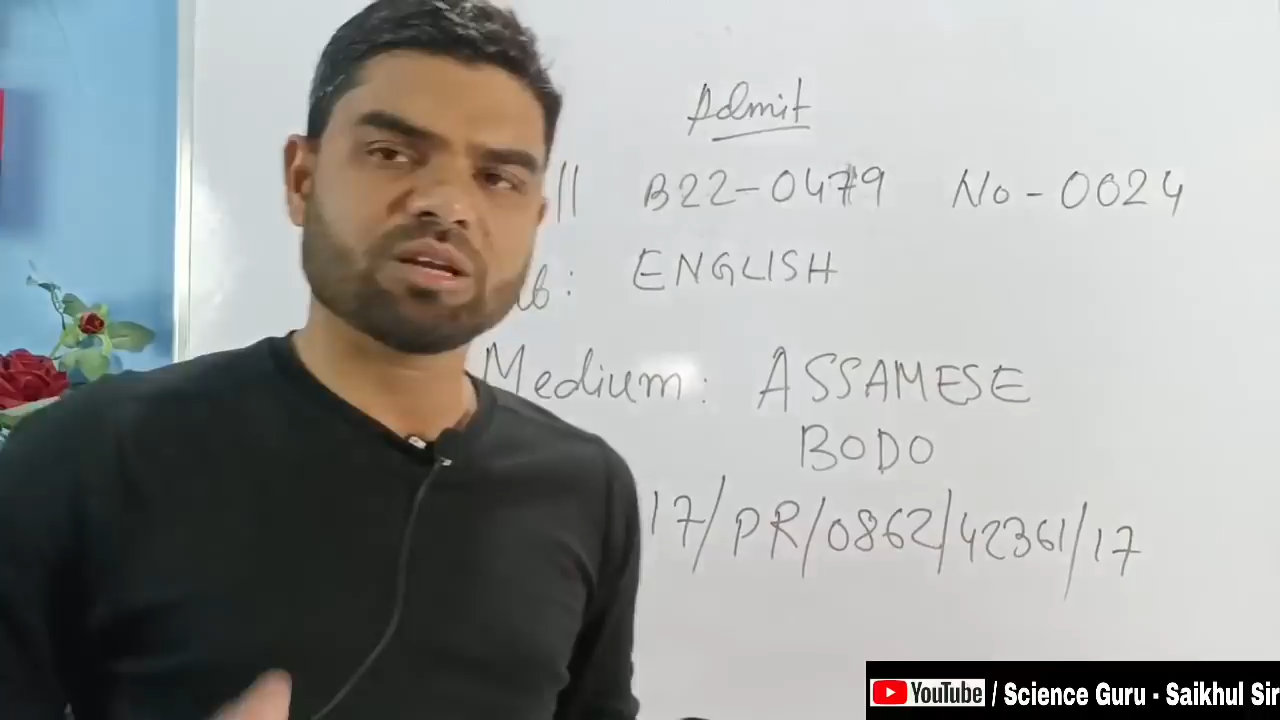 Admit
ll B22-0479 No-0024
ub: ENGLISH
Medium: ASSAMESE
BODO
17/PR/0862/42361/17
YouTube / Science Guru - Saikhul Sir